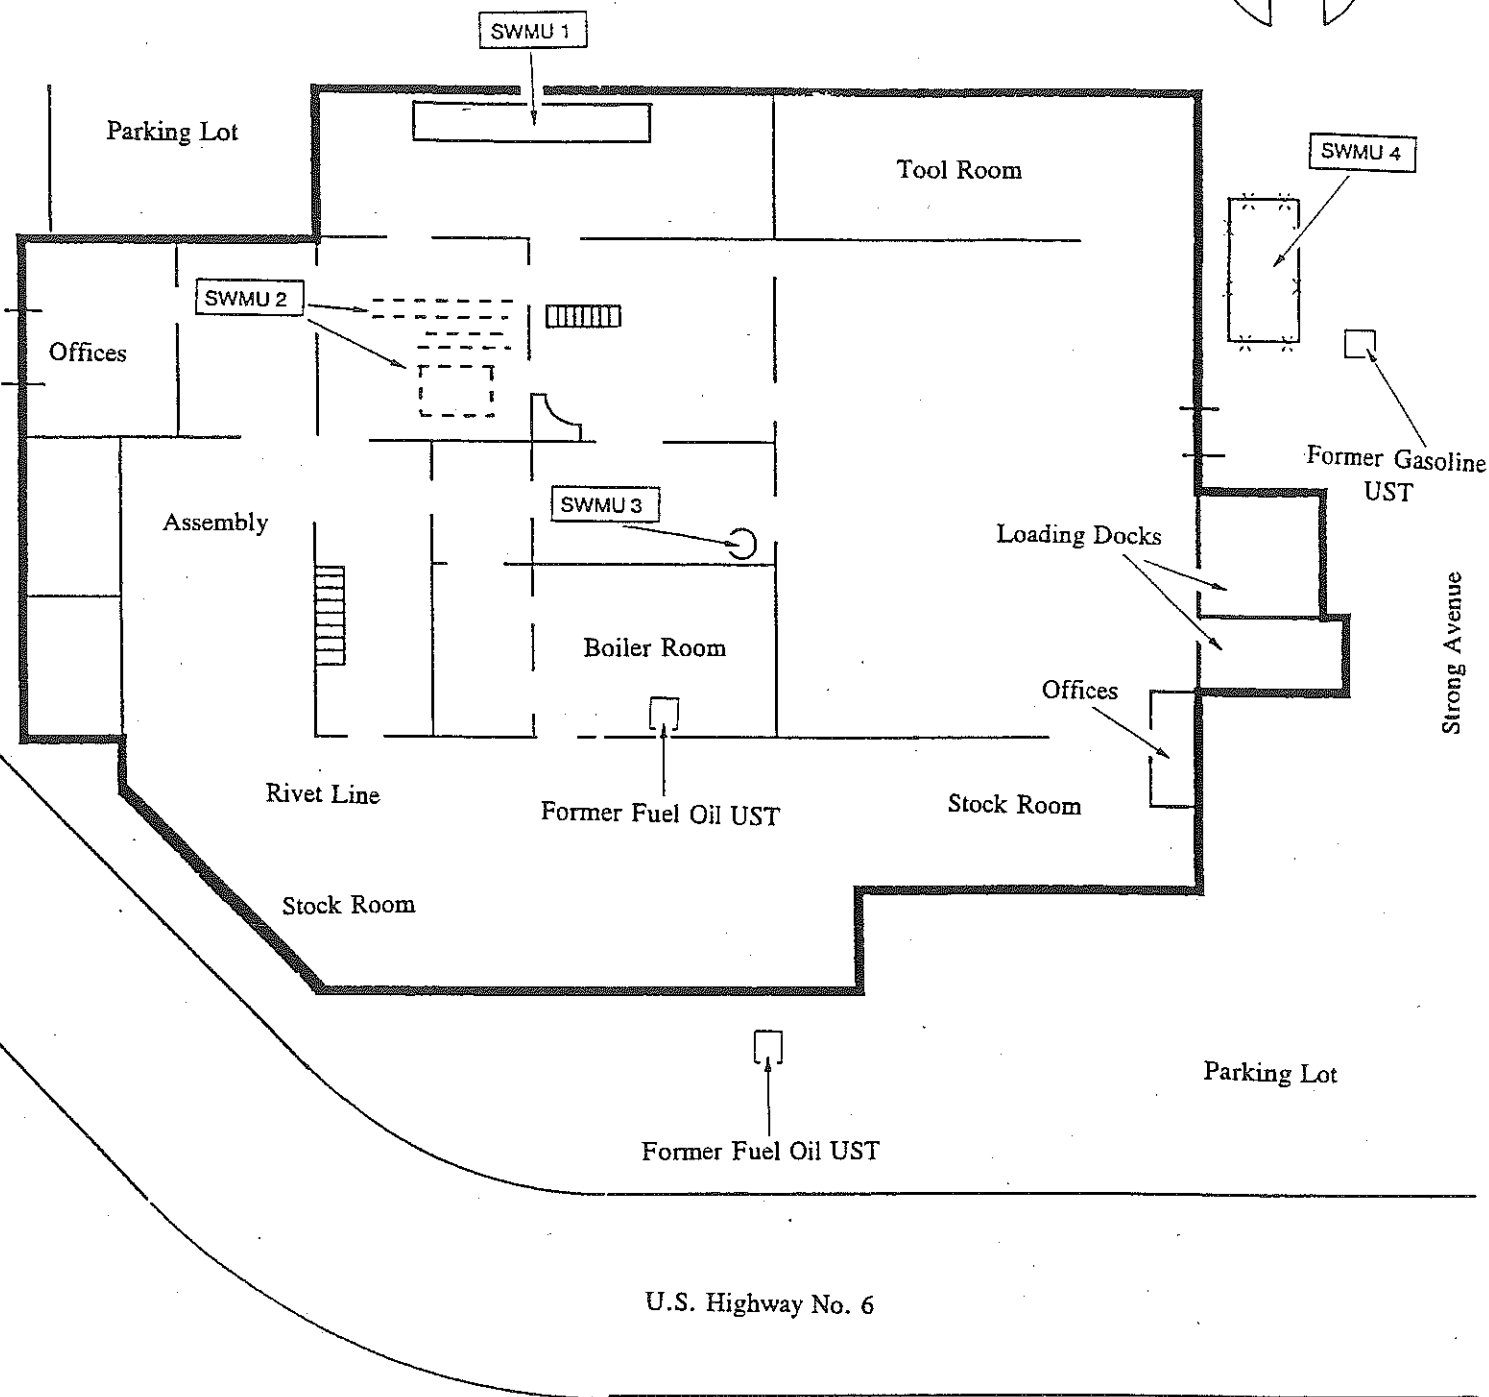 SWMU 1
Parking Lot
Tool Room
SWMU 4
SWMU 2
Offices
Former Gasoline
UST
SWMU 3
Assembly
Loading Docks
Strong Avenue
Boiler Room
Offices
Rivet Line
Former Fuel Oil UST
Stock Room
Stock Room
Parking Lot
Former Fuel Oil UST
U.S. Highway No. 6